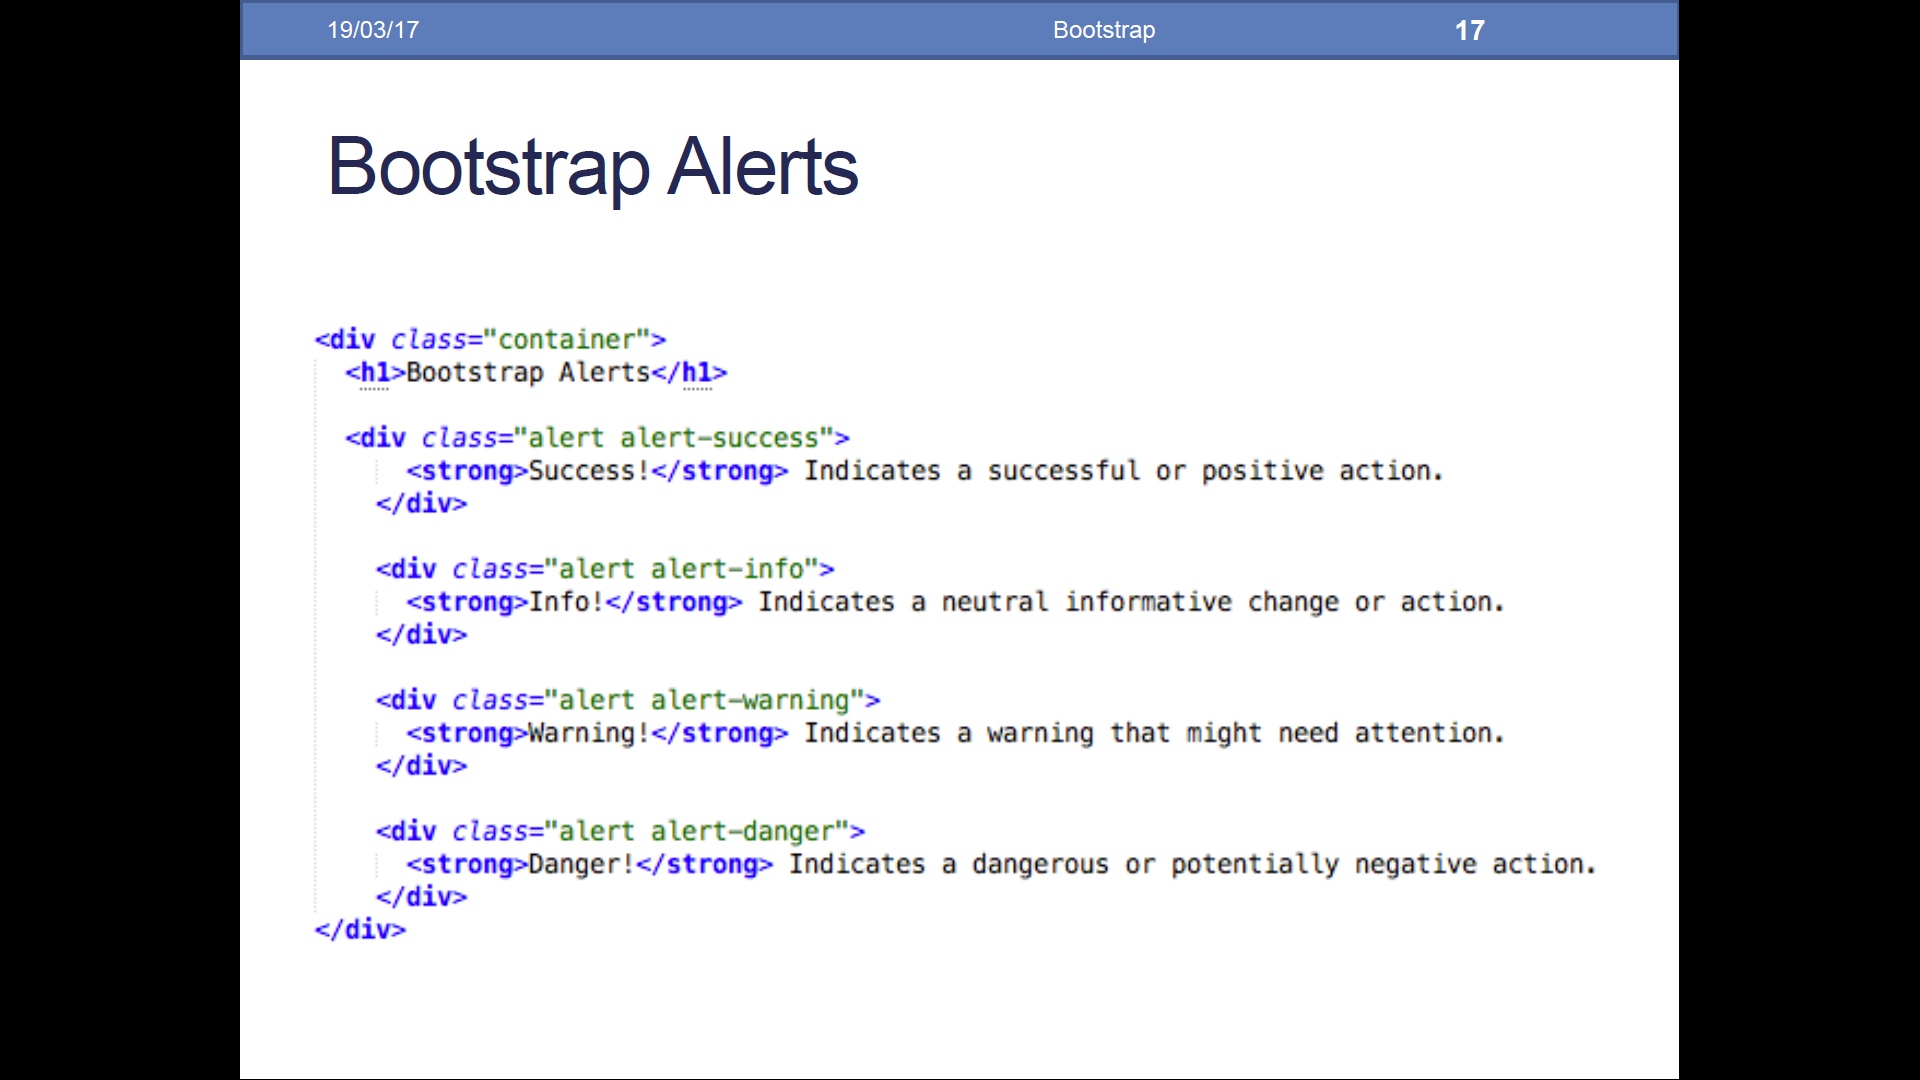 19/03/17 Bootstrap 17
Bootstrap Alerts
<div class="container">
<h1>Bootstrap Alerts</h1>
<div class="alert alert-success">
<strong>Success!</strong> Indicates a successful or positive action.
</div>
<div class="alert alert-info">
<strong>Info!</strong> Indicates a neutral informative change or action.
</div>
<div class="alert alert-warning">
<strong>Warning!</strong> Indicates a warning that might need attention.
</div>
<div class="alert alert-danger">
<strong>Danger!</strong> Indicates a dangerous or potentially negative action.
</div>
</div>